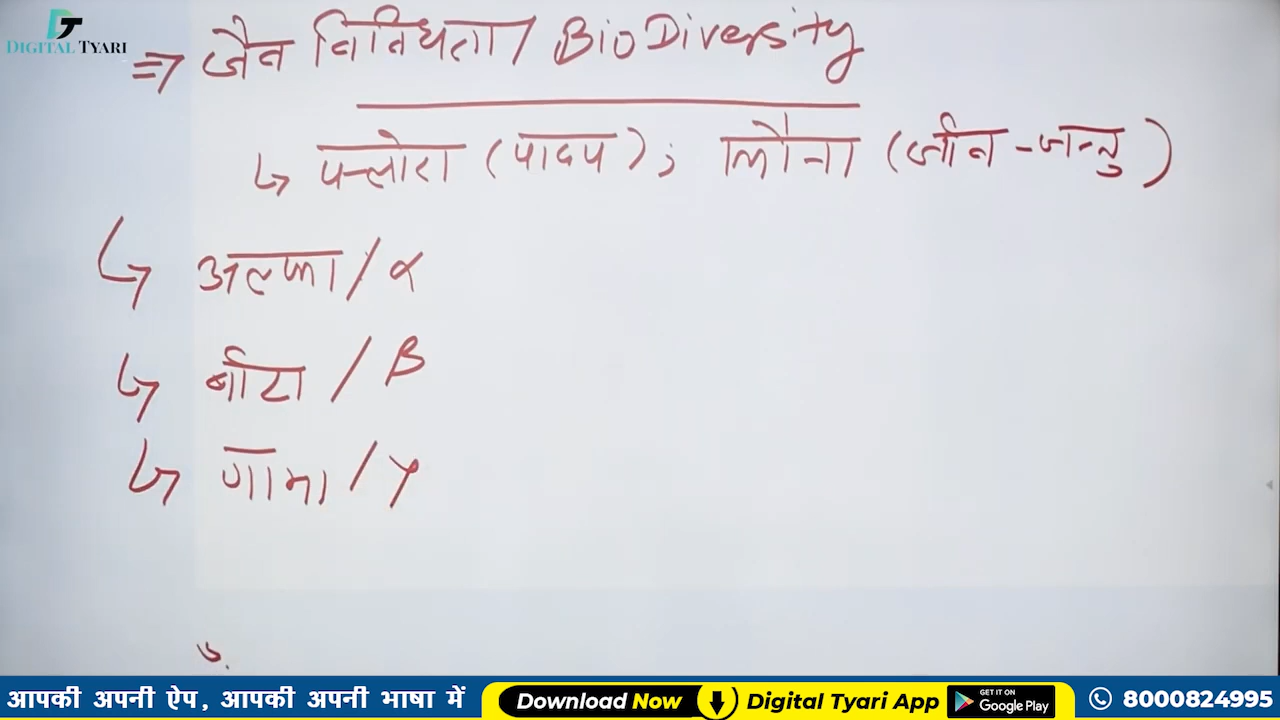 DIGITAL TYARI
⇒ जैव विविधता / BioDiversity
↳ फ्लोरा (पादप); फौना (जीव-जन्तु)
↳ अल्फा / α
↳ बीटा / β
↳ गामा / γ
आपकी अपनी ऐप, आपकी अपनी भाषा में Download Now Digital Tyari App GET IT ON Google Play 8000824995